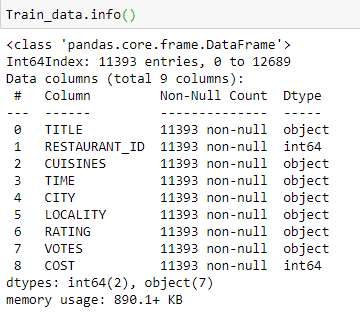 Train_data.info()
<class 'pandas.core.frame.DataFrame'>
Int64Index: 11393 entries, 0 to 12689
Data columns (total 9 columns):
 #   Column         Non-Null Count  Dtype
---  ------         --------------  -----
 0   TITLE          11393 non-null  object
 1   RESTAURANT_ID  11393 non-null  int64
 2   CUISINES       11393 non-null  object
 3   TIME           11393 non-null  object
 4   CITY           11393 non-null  object
 5   LOCALITY       11393 non-null  object
 6   RATING         11393 non-null  object
 7   VOTES          11393 non-null  object
 8   COST           11393 non-null  int64
dtypes: int64(2), object(7)
memory usage: 890.1+ KB